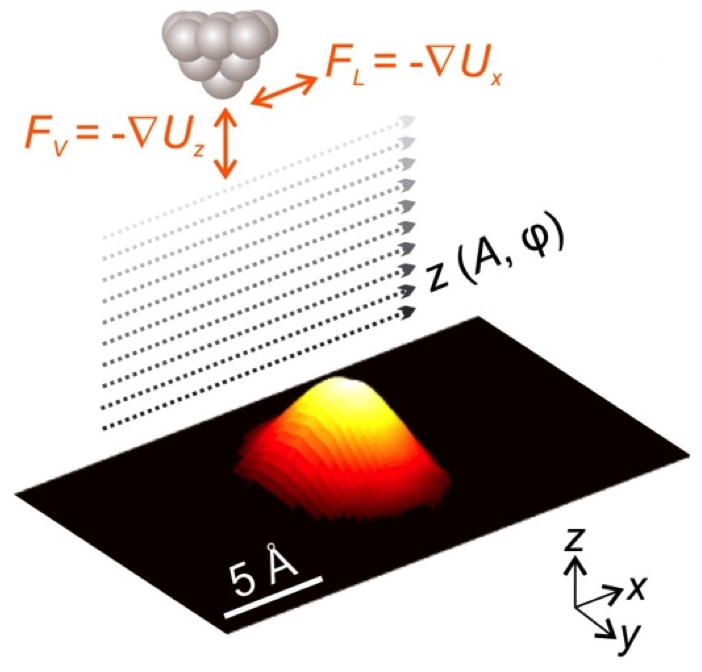 F_L = -∇U_x
F_V = -∇U_z
z (A, φ)
5 Å
z
x
y